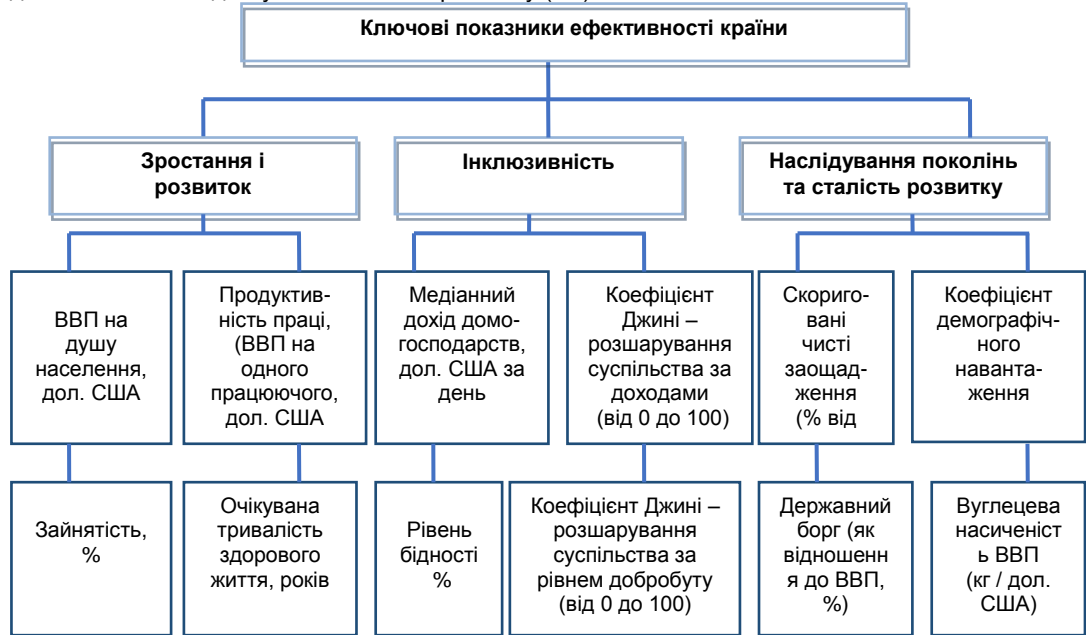 Ключові показники ефективності країни
Зростання і
розвиток
Інклюзивність
Наслідування поколінь
та сталість розвитку
ВВП на
душу
населення,
дол. США
Продуктив-
ність праці,
(ВВП на
одного
працюючого,
дол. США
Медіанний
дохід домо-
господарств,
дол. США за
день
Коефіцієнт
Джині –
розшарування
суспільства за
доходами
(від 0 до 100)
Скориго-
вані
чисті
заощад-
ження
(% від
Коефіцієнт
демографіч-
ного
наванта-
ження
Зайнятість,
%
Очікувана
тривалість
здорового
життя, років
Рівень
бідності
%
Коефіцієнт Джині –
розшарування
суспільства за
рівнем добробуту
(від 0 до 100)
Державний
борг (як
відношенн
я до ВВП,
%)
Вуглецева
насиченіст
ь ВВП
(кг / дол.
США)